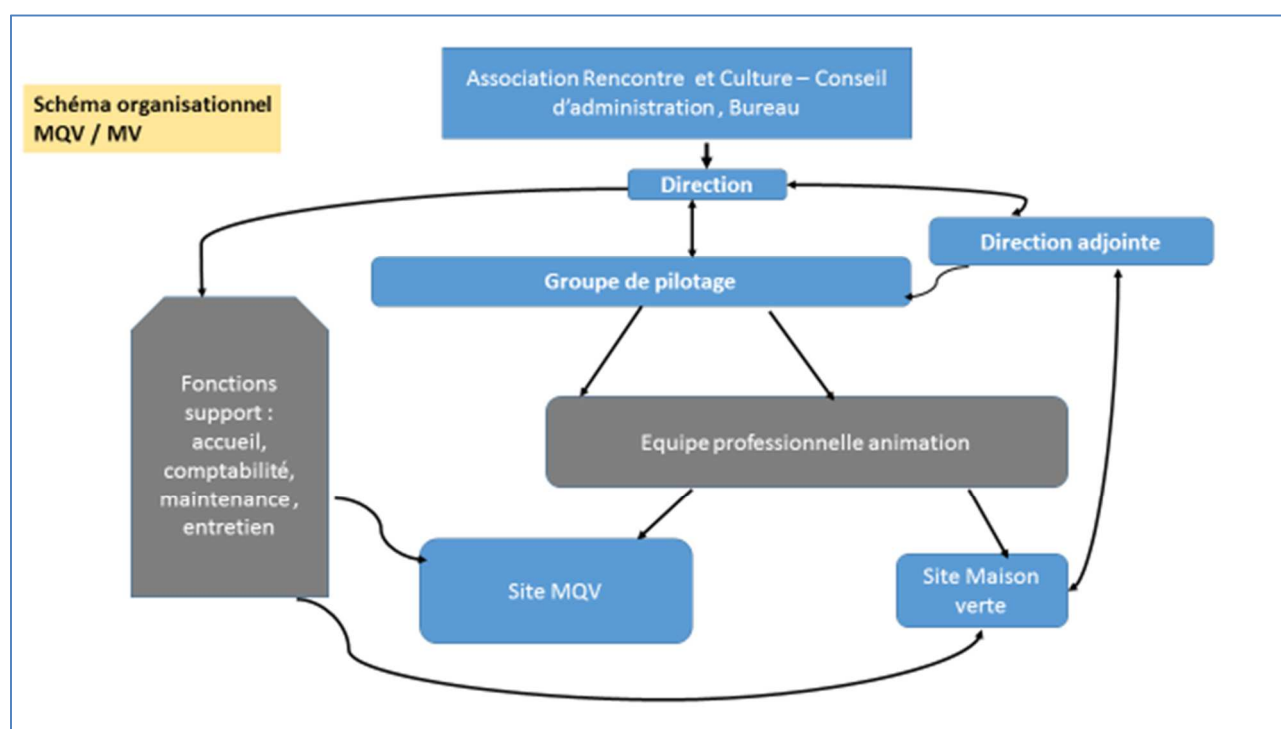 Association Rencontre et Culture – Conseil
d'administration , Bureau
Schéma organisationnel
MQV / MV
Direction
Direction adjointe
Groupe de pilotage
Fonctions
support :
accueil,
comptabilité,
maintenance ,
entretien
Equipe professionnelle animation
Site MQV
Site Maison
verte